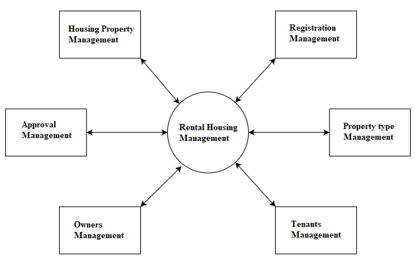 Housing Property
Management
Registration
Management
Approval
Management
Rental Housing
Management
Property type
Management
Owners
Management
Tenants
Management